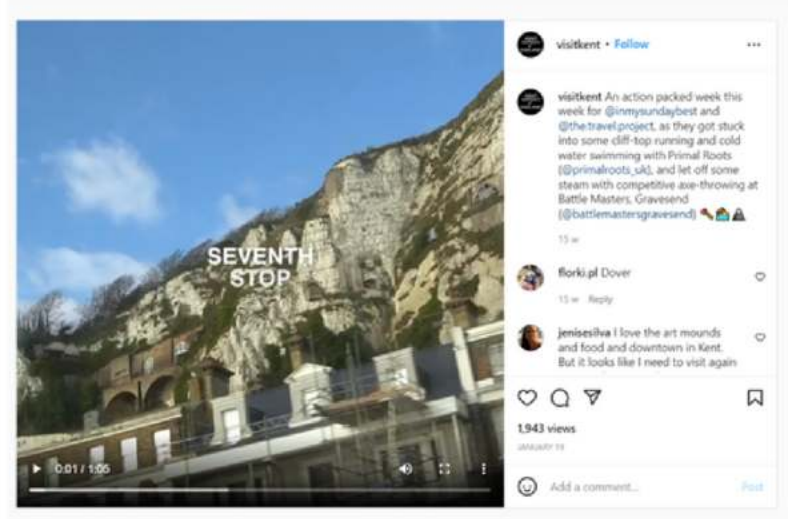 visitkent • Follow
visitkent An action packed week this
week for @inmysundaybest and
@the.travel.project, as they got stuck
into some cliff-top running and cold
water swimming with Primal Roots
(@primalroots_uk), and let off some
steam with competitive axe-throwing at
Battle Masters, Gravesend
(@battlemastersgravesend)
15 w
florki.pl Dover
15 w Reply
jenisesilva I love the art mounds
and food and downtown in Kent.
But it looks like I need to visit again
SEVENTH
STOP
0:01 / 1:05
1,943 views
JANUARY 19
Add a comment...
Post